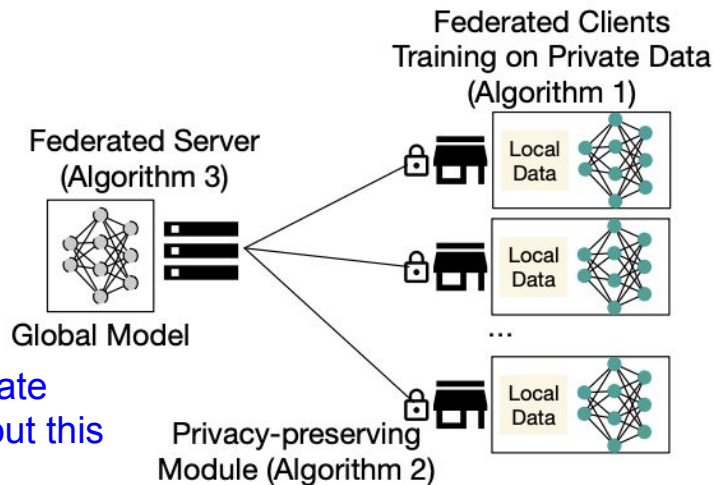 Federated Clients
Training on Private Data
(Algorithm 1)
Federated Server
(Algorithm 3)
Local
Data
Local
Data
...
Local
Data
Global Model
Privacy-preserving
Module (Algorithm 2)
ate
out this